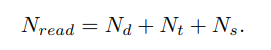 N_{read} = N_d + N_t + N_s.